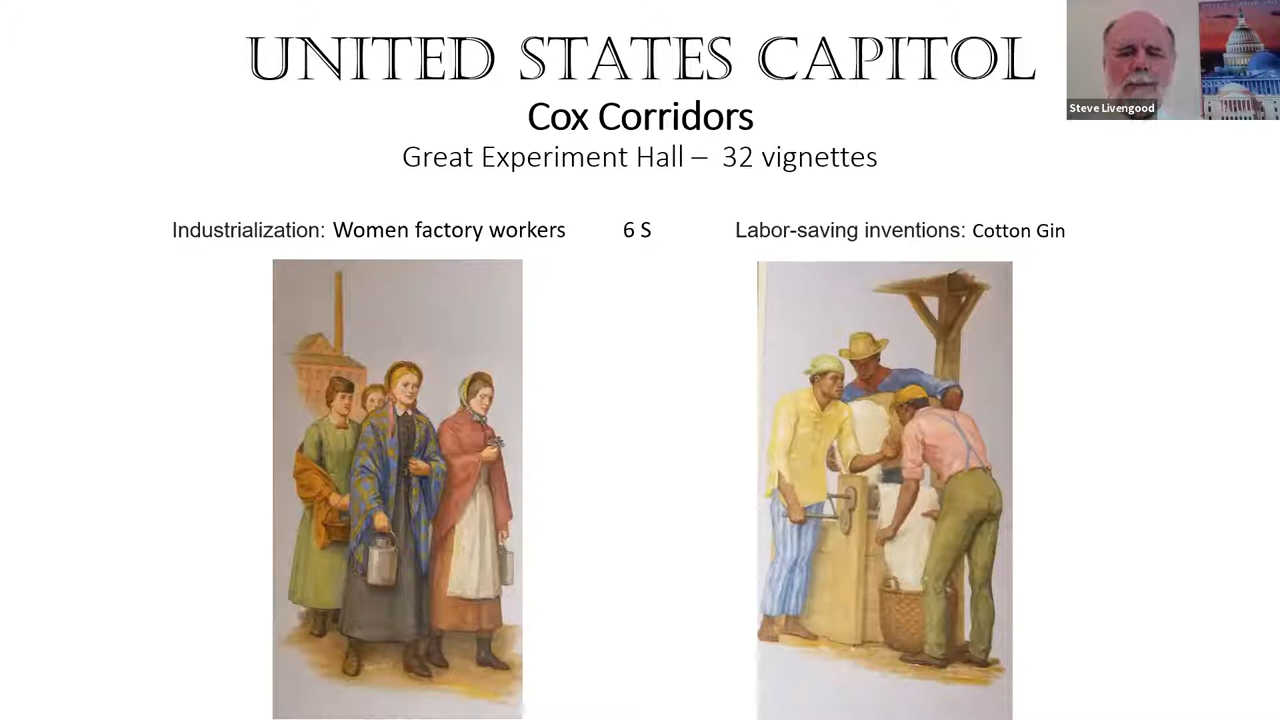 UNITED STATES CAPITOL
Steve Livengood
Cox Corridors
Great Experiment Hall – 32 vignettes
Industrialization: Women factory workers 6 S Labor-saving inventions: Cotton Gin